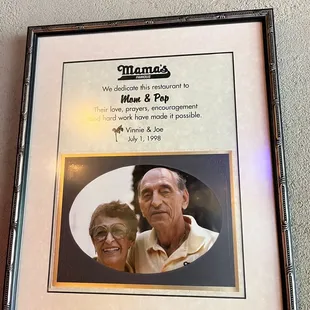 Mama's
FAMOUS
We dedicate this restaurant to
Mom & Pop
Their love, prayers, encouragement
and hard work have made it possible.
Vinnie & Joe
July 1, 1998